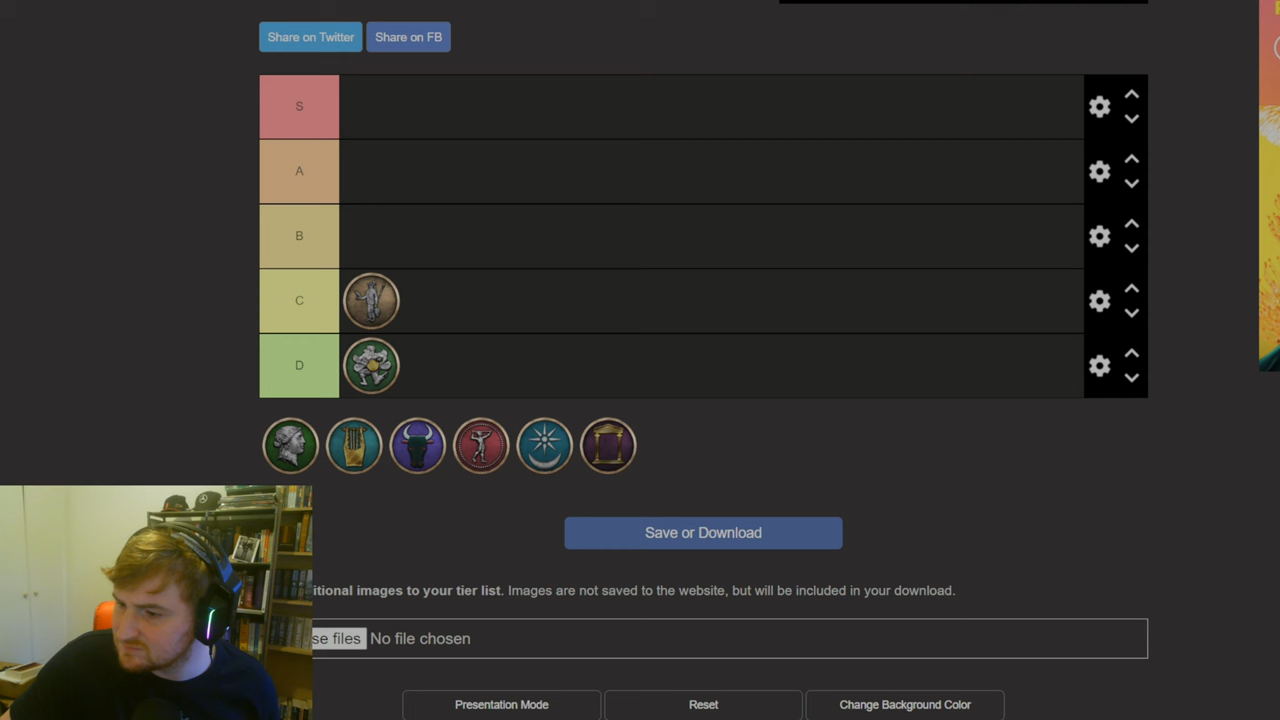 Share on Twitter Share on FB
S
A
B
C
D
Save or Download
itional images to your tier list. Images are not saved to the website, but will be included in your download.
se files No file chosen
Presentation Mode Reset Change Background Color